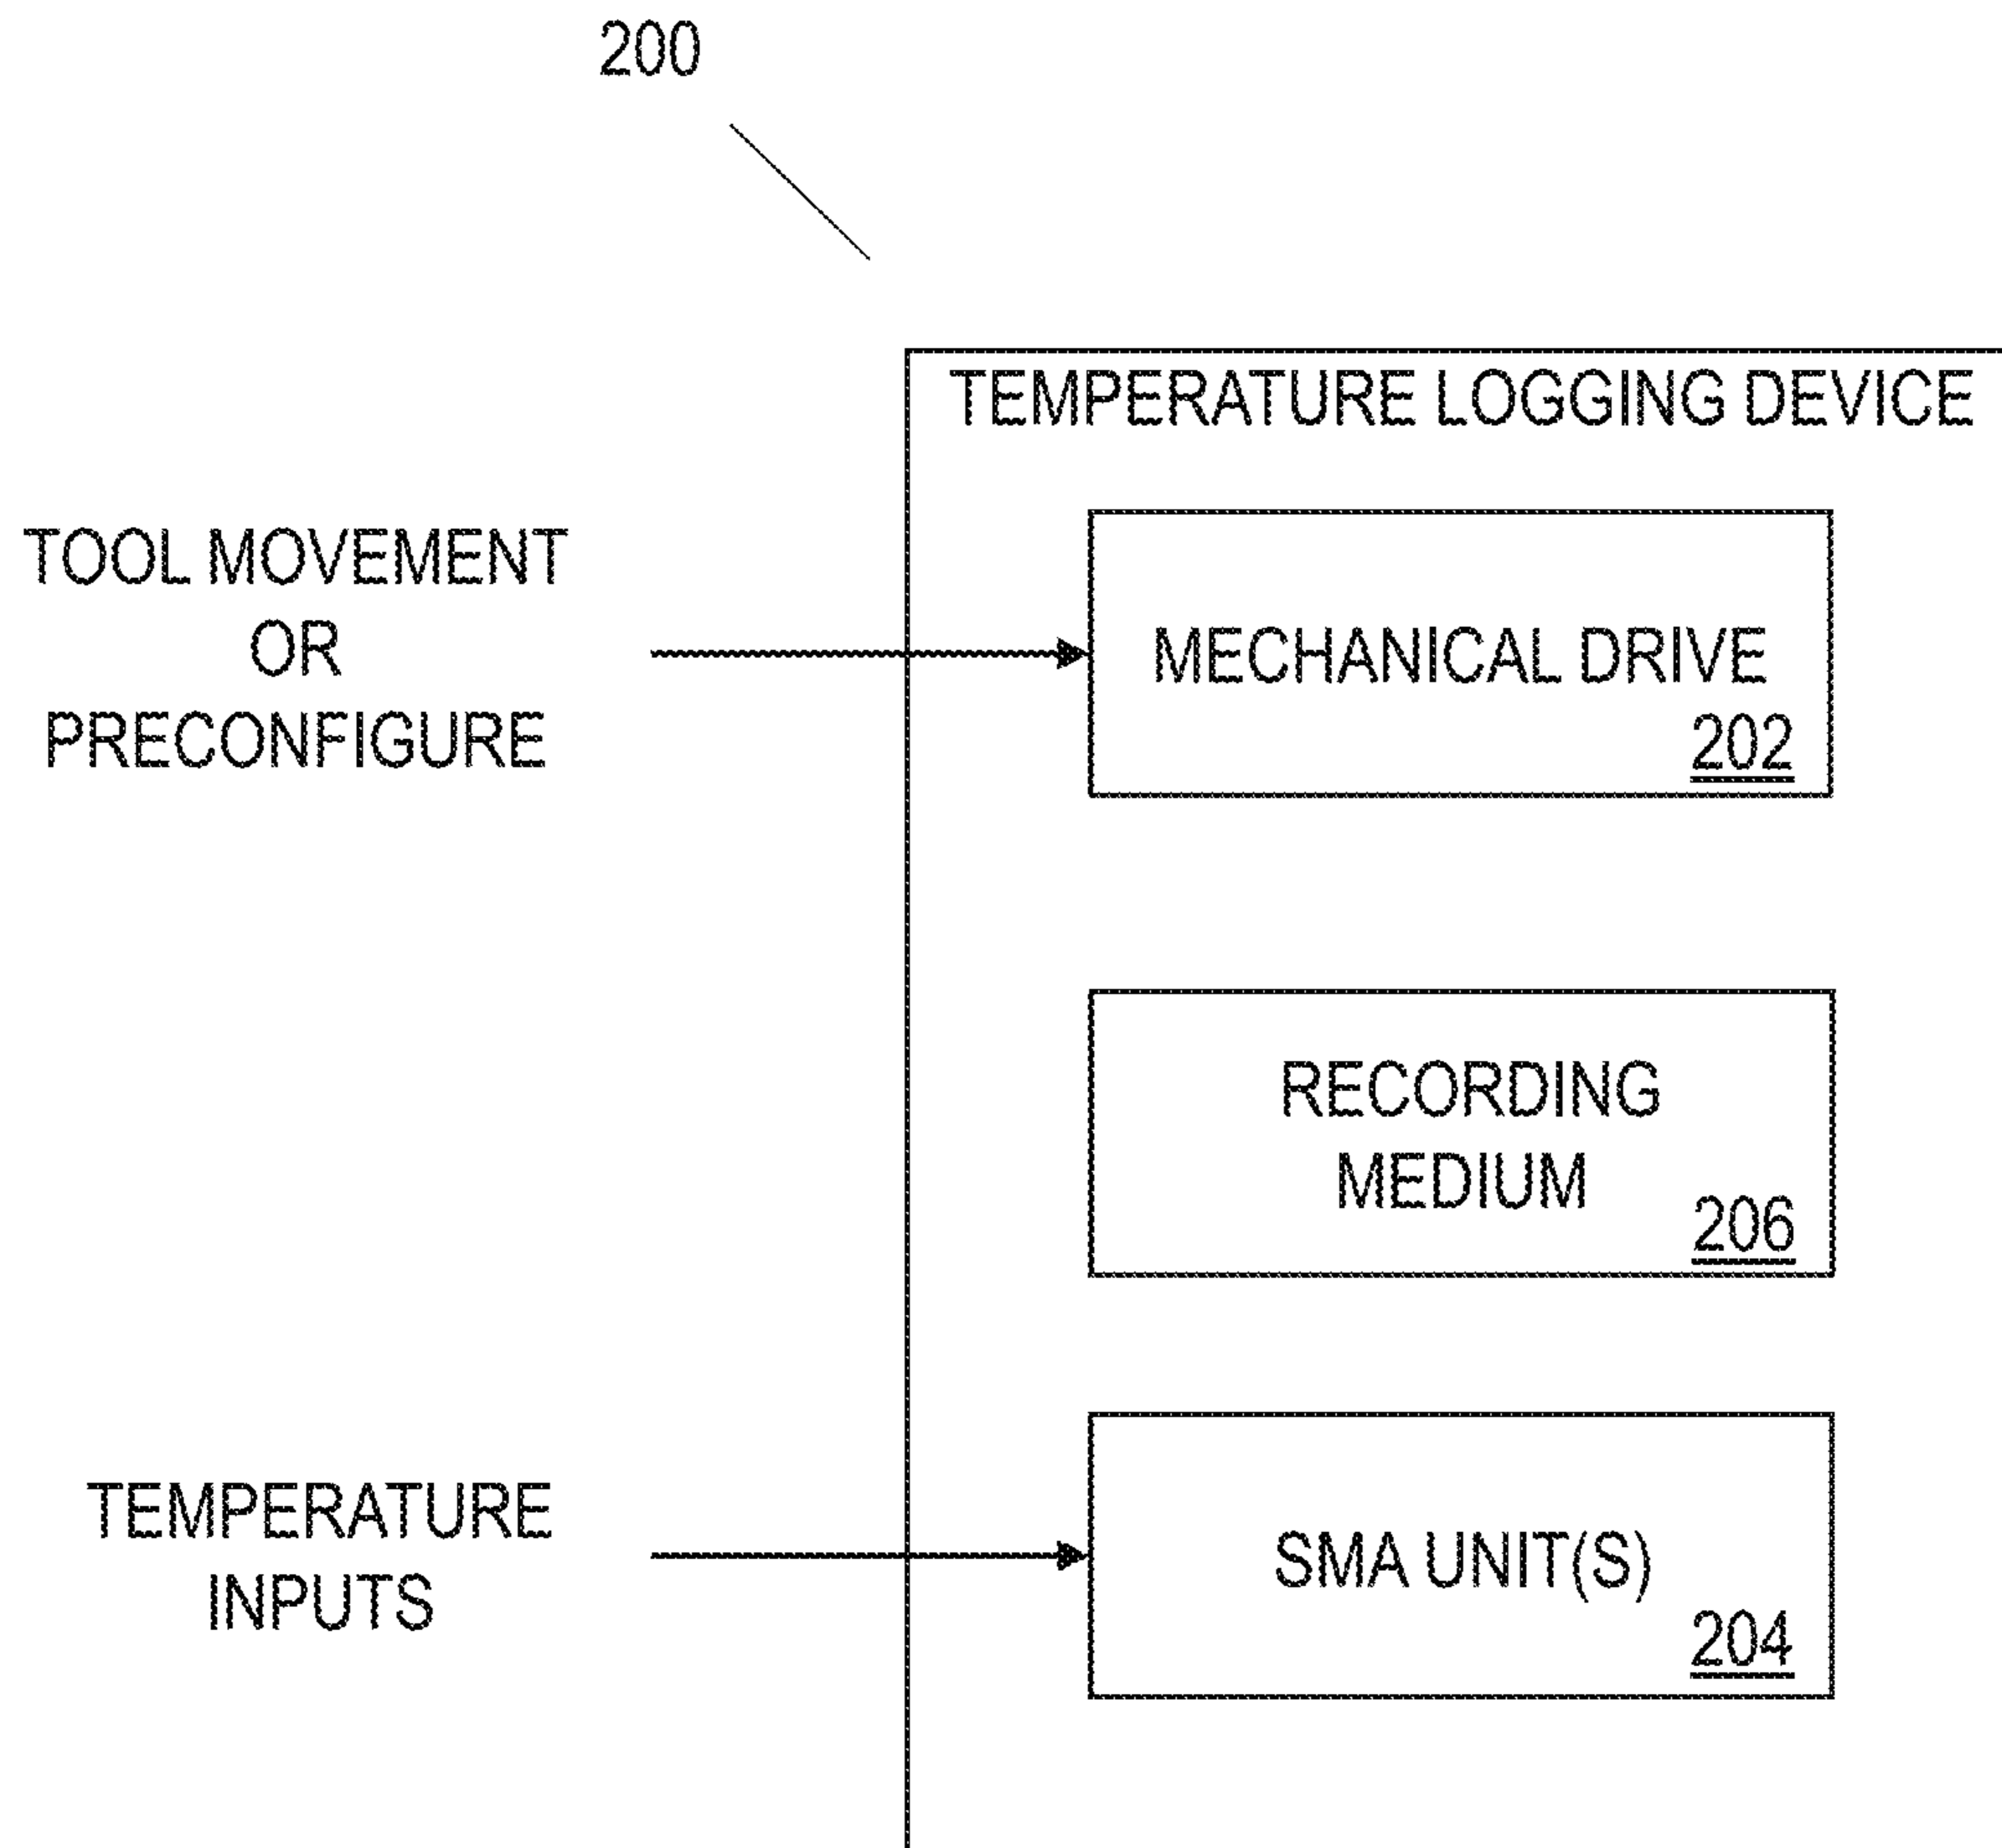 200
TEMPERATURE LOGGING DEVICE
TOOL MOVEMENT
OR
PRECONFIGURE
MECHANICAL DRIVE
202
RECORDING
MEDIUM
206
TEMPERATURE
INPUTS
SMA UNIT(S)
204